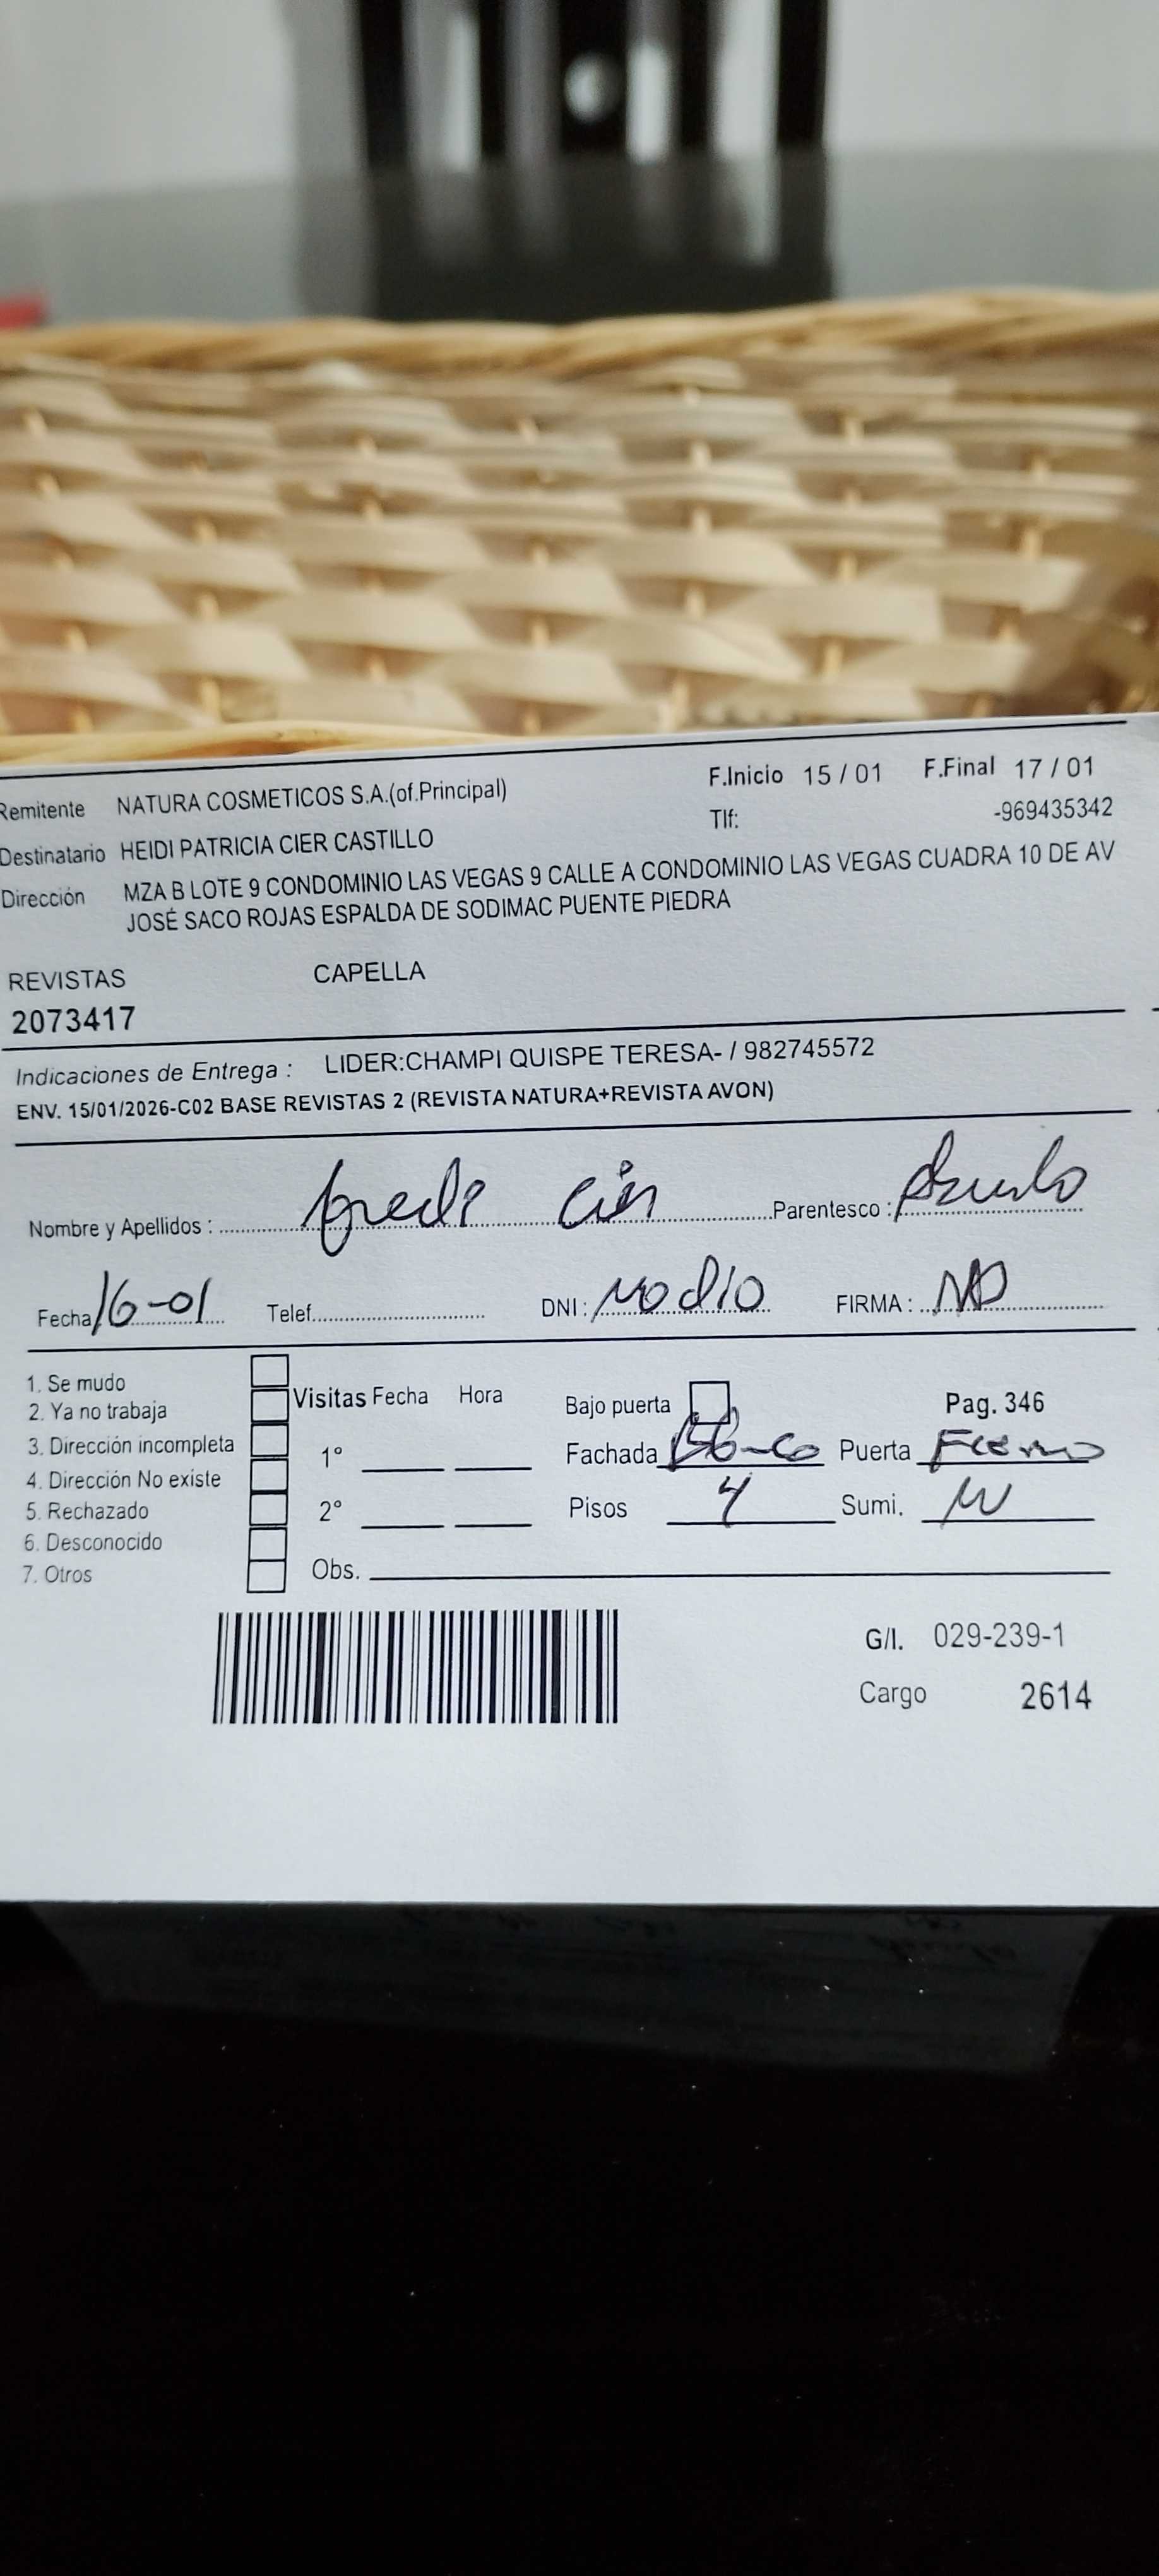 Remitente NATURA COSMETICOS S.A.(of.Principal) F.Inicio 15 / 01 F.Final 17 / 01
Tlf: -969435342
Destinatario HEIDI PATRICIA CIER CASTILLO
Dirección MZA B LOTE 9 CONDOMINIO LAS VEGAS 9 CALLE A CONDOMINIO LAS VEGAS CUADRA 10 DE AV
JOSÉ SACO ROJAS ESPALDA DE SODIMAC PUENTE PIEDRA
REVISTAS CAPELLA
2073417
Indicaciones de Entrega : LIDER:CHAMPI QUISPE TERESA- / 982745572
ENV. 15/01/2026-C02 BASE REVISTAS 2 (REVISTA NATURA+REVISTA AVON)
Nombre y Apellidos : Cier Parentesco :
Fecha 16-01 Telef. DNI: No dio FIRMA :
1. Se mudo
2. Ya no trabaja Visitas Fecha Hora Bajo puerta Pag. 346
3. Dirección incompleta 1° Fachada Blanco Puerta Fierro
4. Dirección No existe
5. Rechazado 2° Pisos 4 Sumi.
6. Desconocido
7. Otros Obs.
G/I. 029-239-1
Cargo 2614